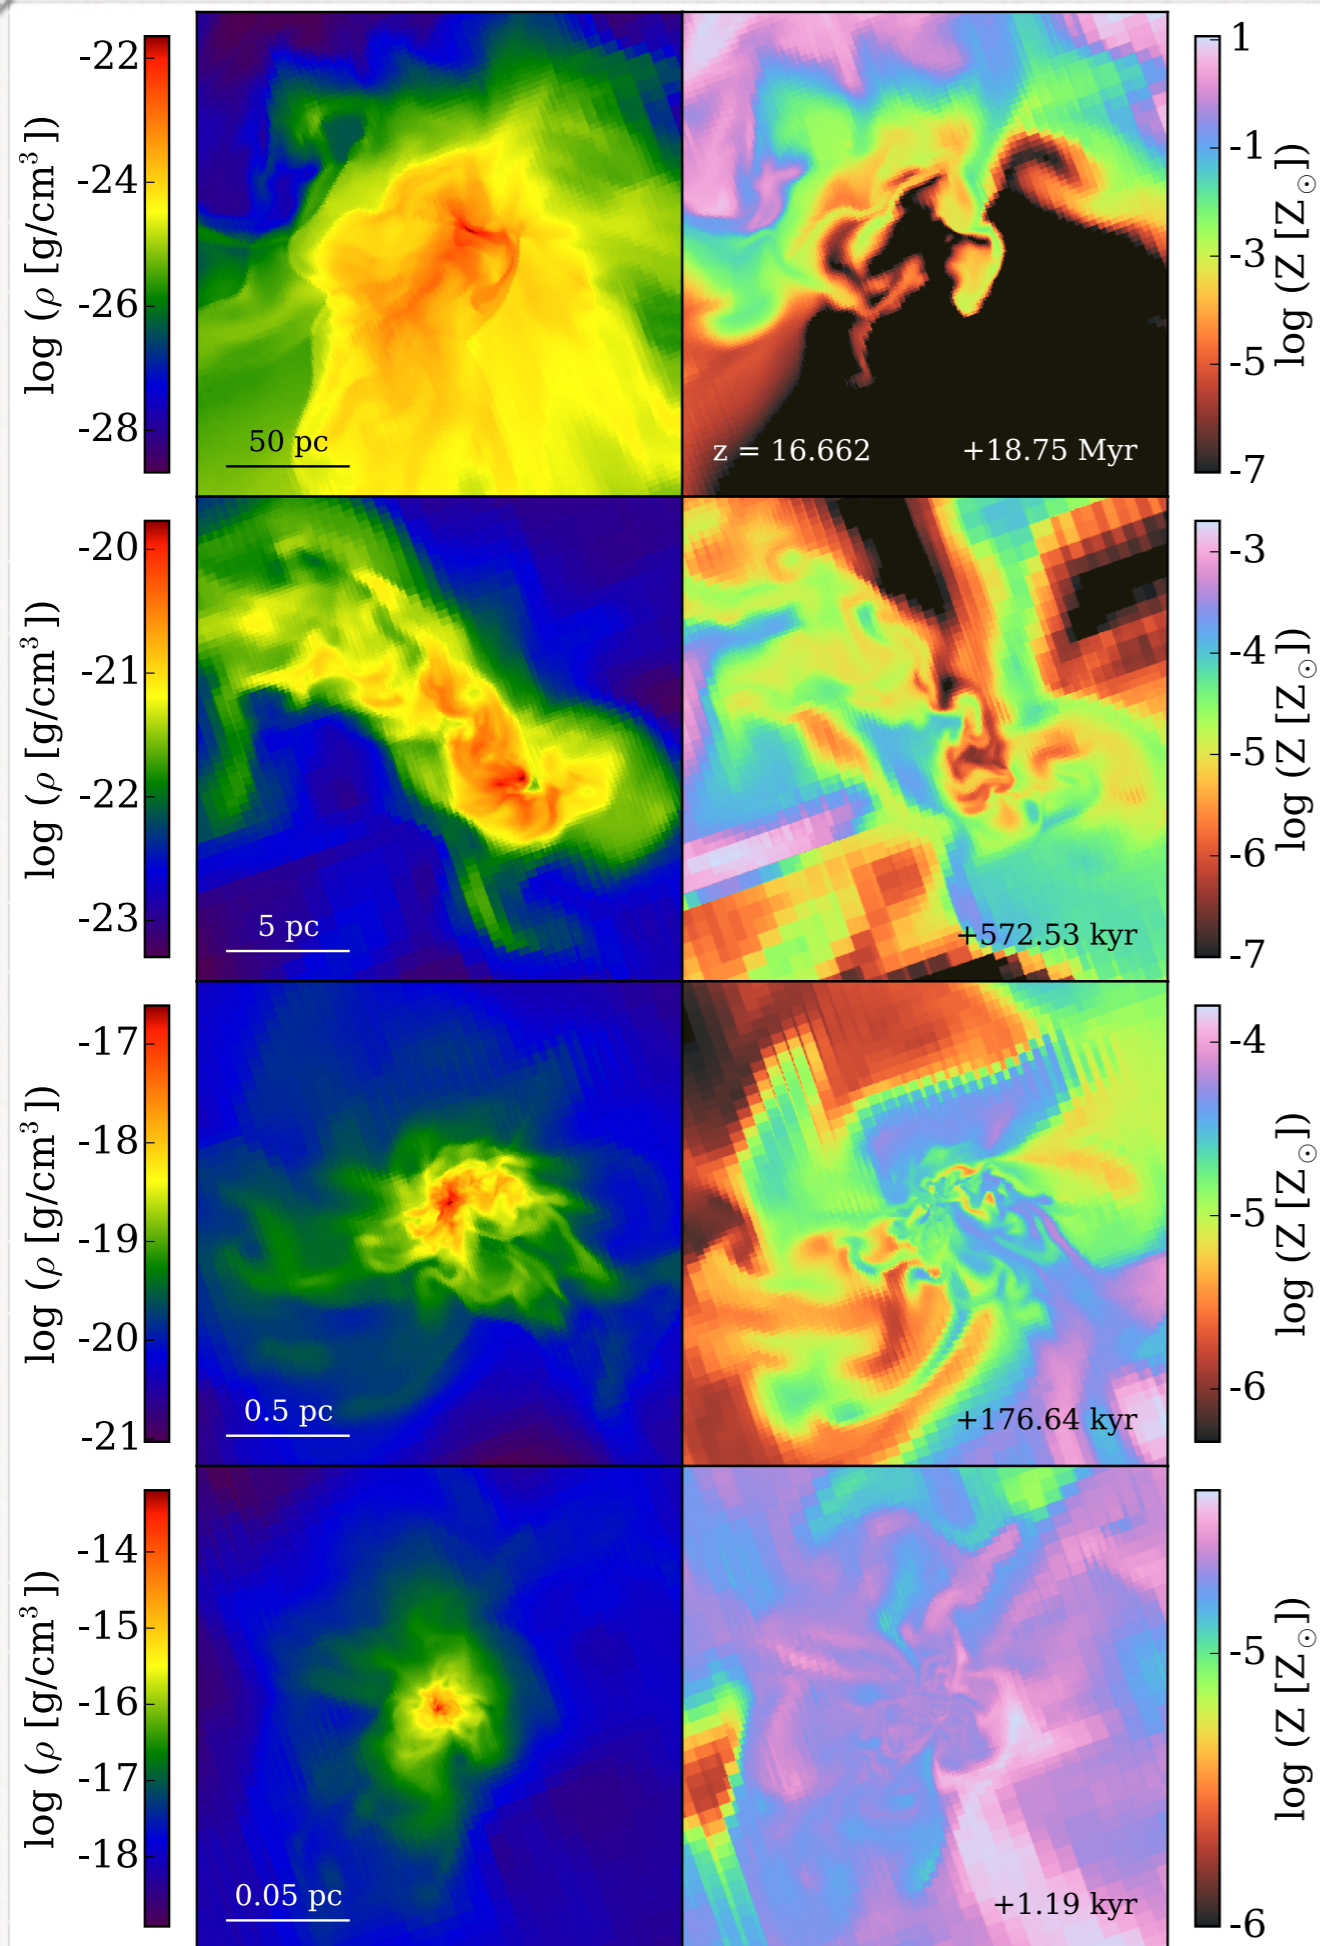 log (ρ [g/cm³])
-22
-24
-26
-28
50 pc
z = 16.662
+18.75 Myr
1
-1
-3
-5
-7
log (Z [Z☉])
log (ρ [g/cm³])
-20
-21
-22
-23
5 pc
+572.53 kyr
-3
-4
-5
-6
-7
log (Z [Z☉])
log (ρ [g/cm³])
-17
-18
-19
-20
-21
0.5 pc
+176.64 kyr
-4
-5
-6
log (Z [Z☉])
log (ρ [g/cm³])
-14
-15
-16
-17
-18
0.05 pc
+1.19 kyr
-5
-6
log (Z [Z☉])